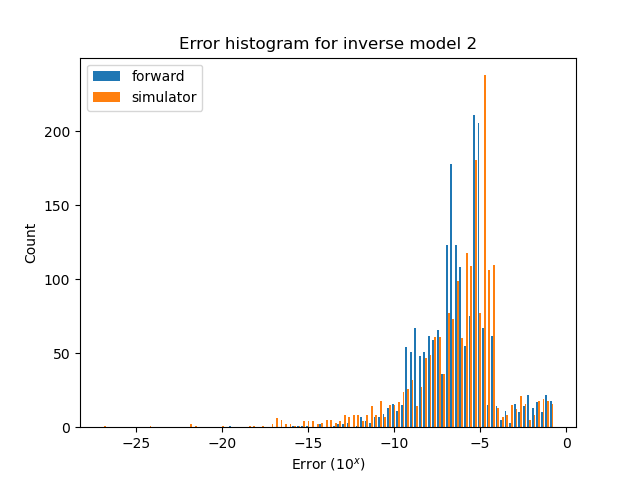 Error histogram for inverse model 2
forward
simulator
200
150
100
50
0
Count
−25
−20
−15
−10
−5
0
Error (10^x)